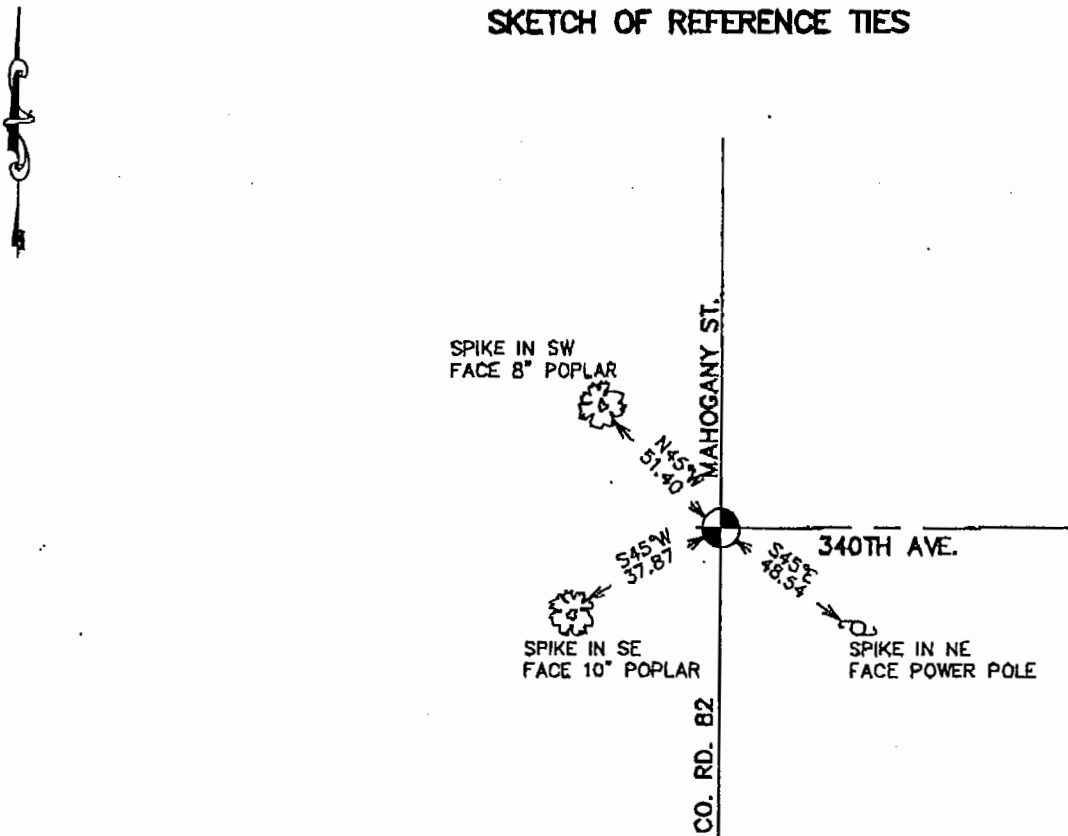 SKETCH OF REFERENCE TIES
SPIKE IN SW
FACE 8" POPLAR
MAHOGANY ST.
N45°W
51.40
340TH AVE.
S45°W
37.87
S45°E
48.54
SPIKE IN SE
FACE 10" POPLAR
SPIKE IN NE
FACE POWER POLE
CO. RD. 82